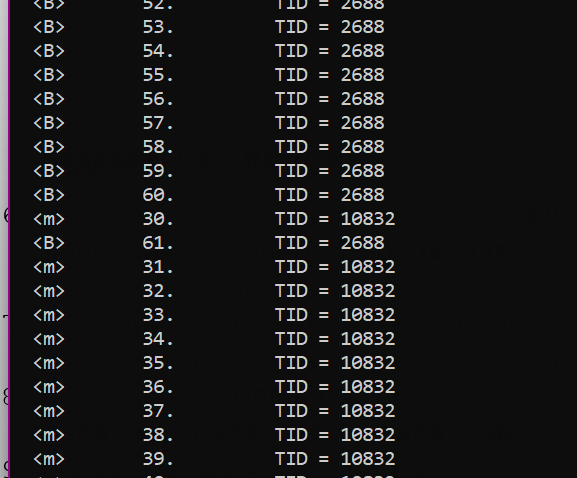 <B> 52. TID = 2688
<B> 53. TID = 2688
<B> 54. TID = 2688
<B> 55. TID = 2688
<B> 56. TID = 2688
<B> 57. TID = 2688
<B> 58. TID = 2688
<B> 59. TID = 2688
<B> 60. TID = 2688
<m> 30. TID = 10832
<B> 61. TID = 2688
<m> 31. TID = 10832
<m> 32. TID = 10832
<m> 33. TID = 10832
<m> 34. TID = 10832
<m> 35. TID = 10832
<m> 36. TID = 10832
<m> 37. TID = 10832
<m> 38. TID = 10832
<m> 39. TID = 10832